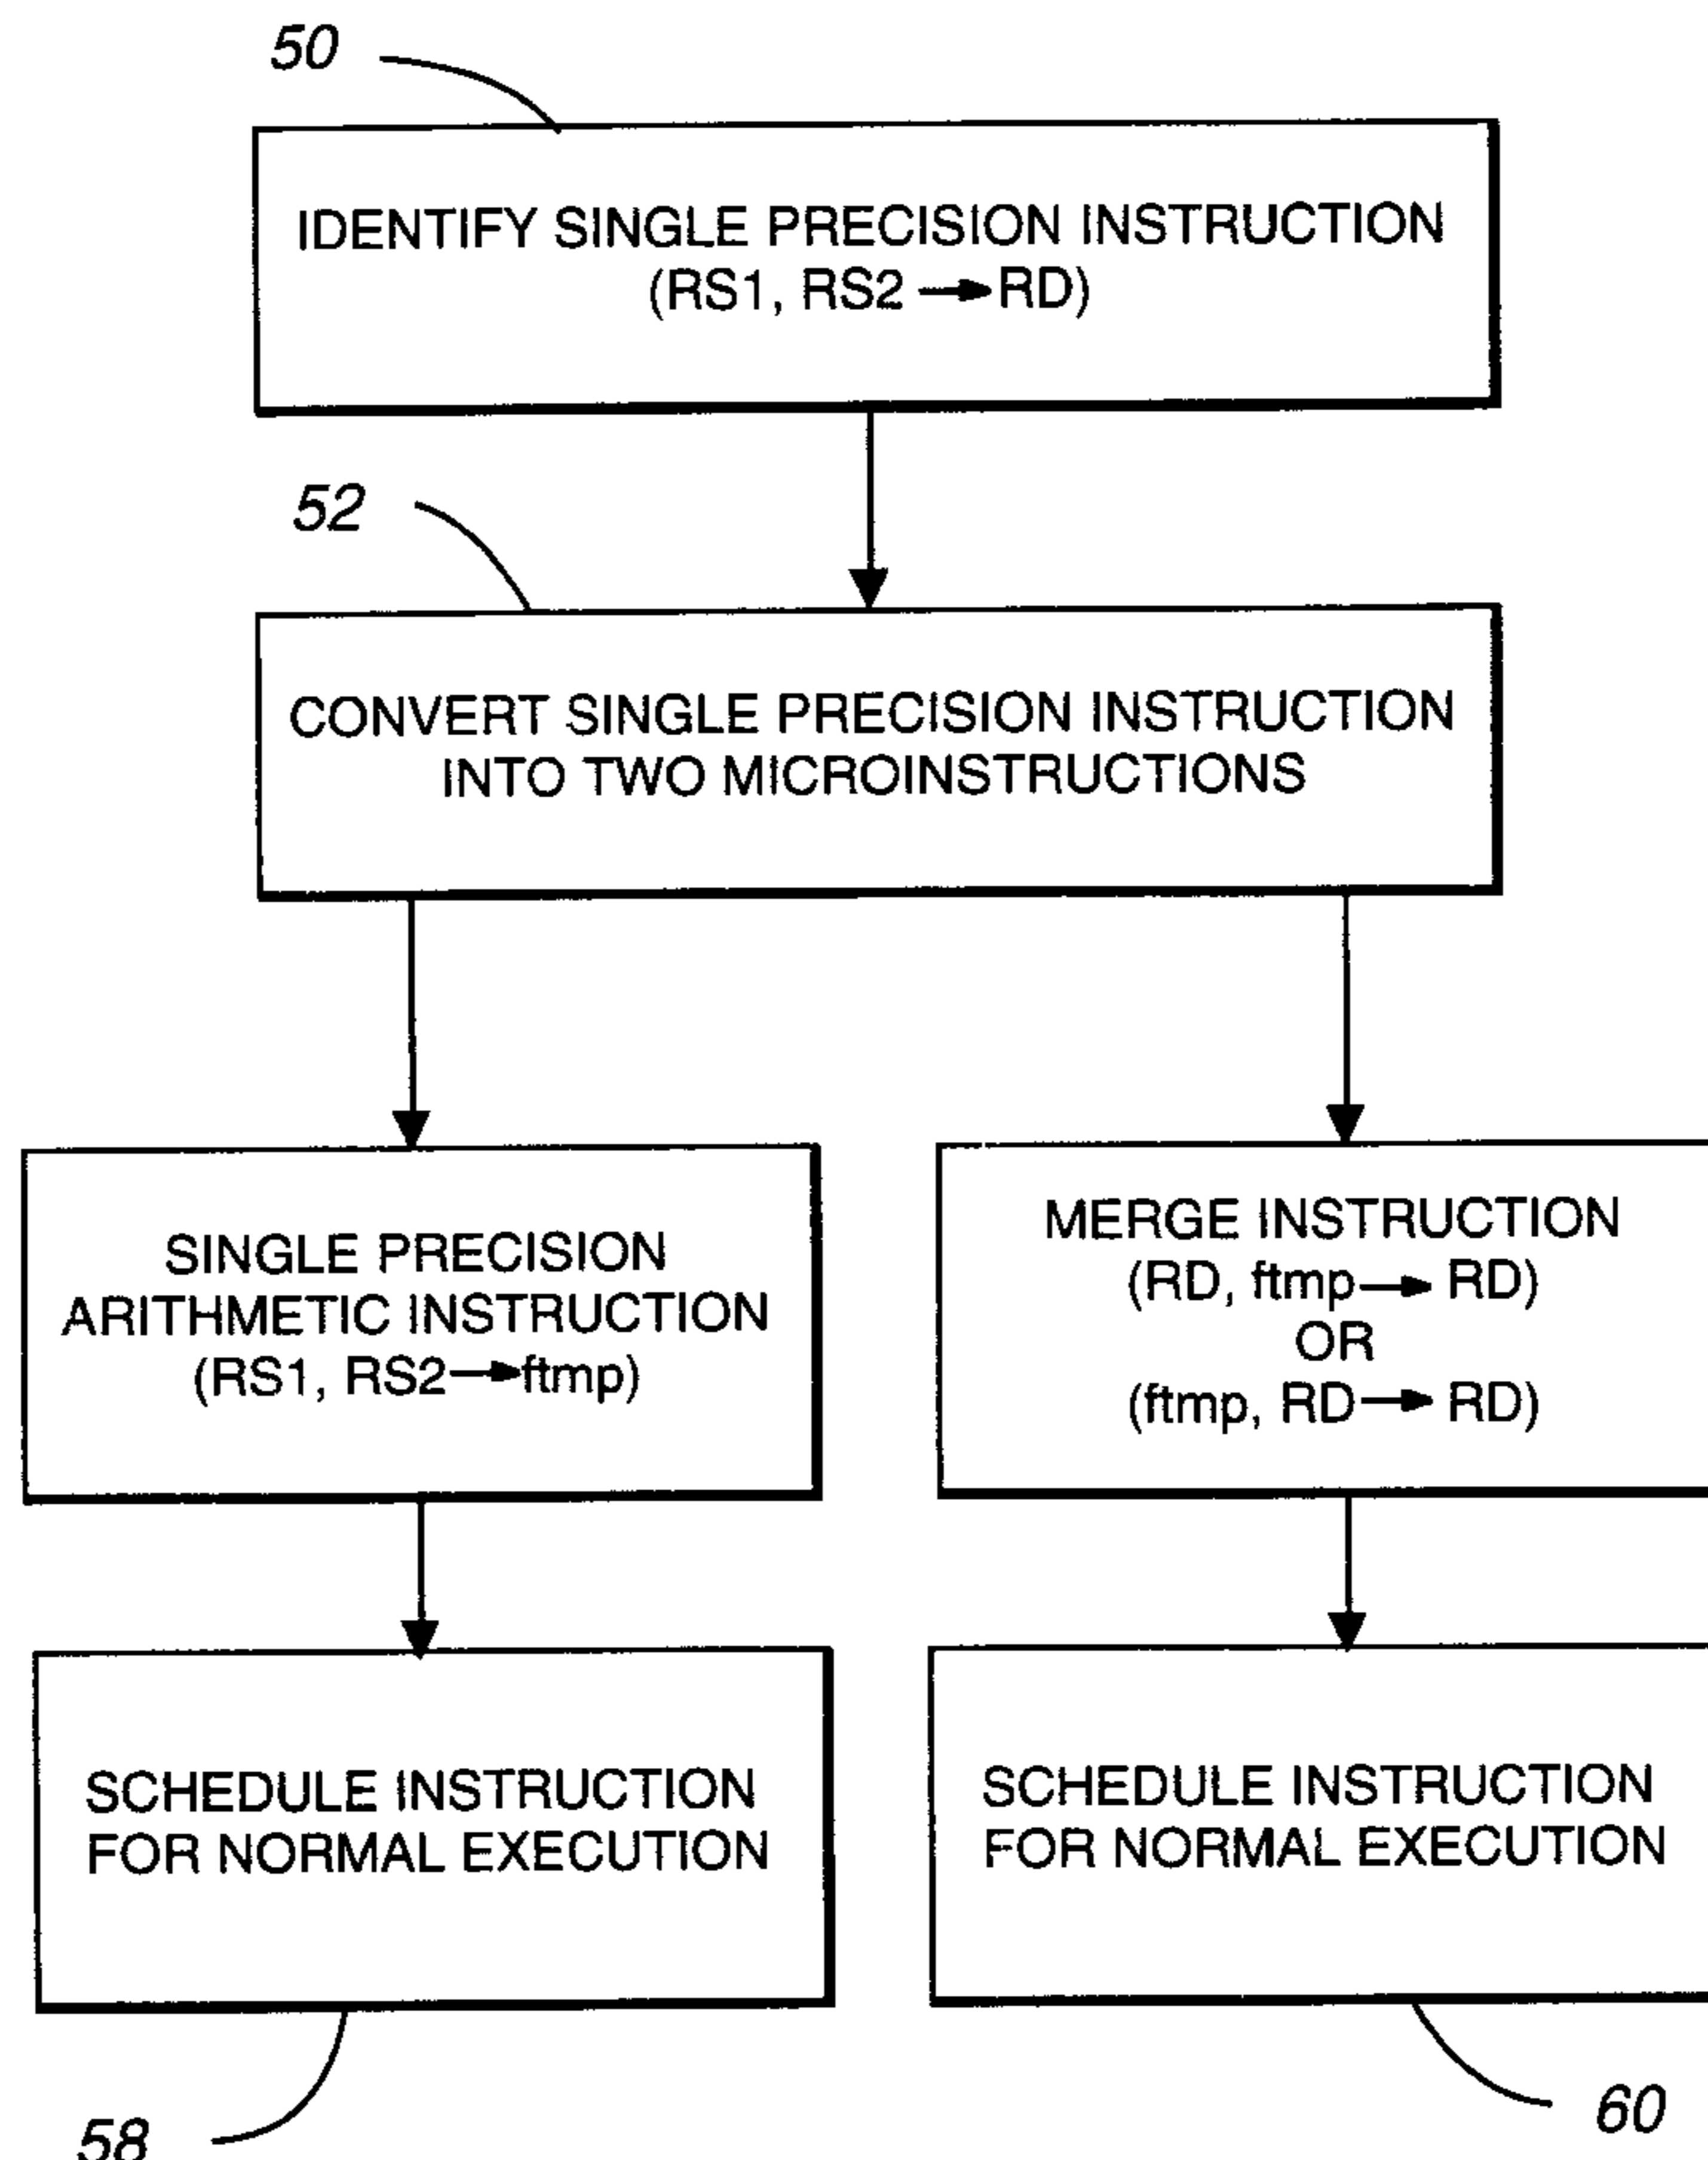 50
IDENTIFY SINGLE PRECISION INSTRUCTION
(RS1, RS2 → RD)
52
CONVERT SINGLE PRECISION INSTRUCTION
INTO TWO MICROINSTRUCTIONS
SINGLE PRECISION
ARITHMETIC INSTRUCTION
(RS1, RS2 → ftmp)
MERGE INSTRUCTION
(RD, ftmp → RD)
OR
(ftmp, RD → RD)
SCHEDULE INSTRUCTION
FOR NORMAL EXECUTION
SCHEDULE INSTRUCTION
FOR NORMAL EXECUTION
58
60